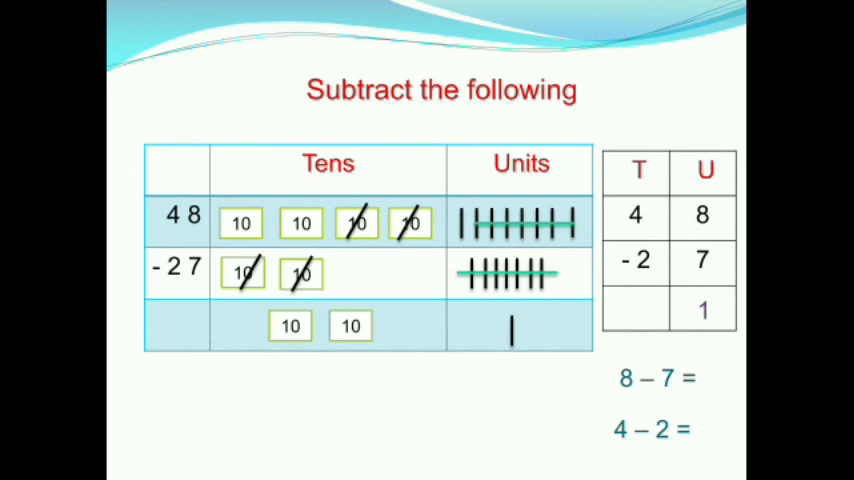 Subtract the following
Tens Units
4 8 10 10 10 10
- 2 7 10 10
10 10
T U
4 8
- 2 7
1
8 – 7 =
4 – 2 =